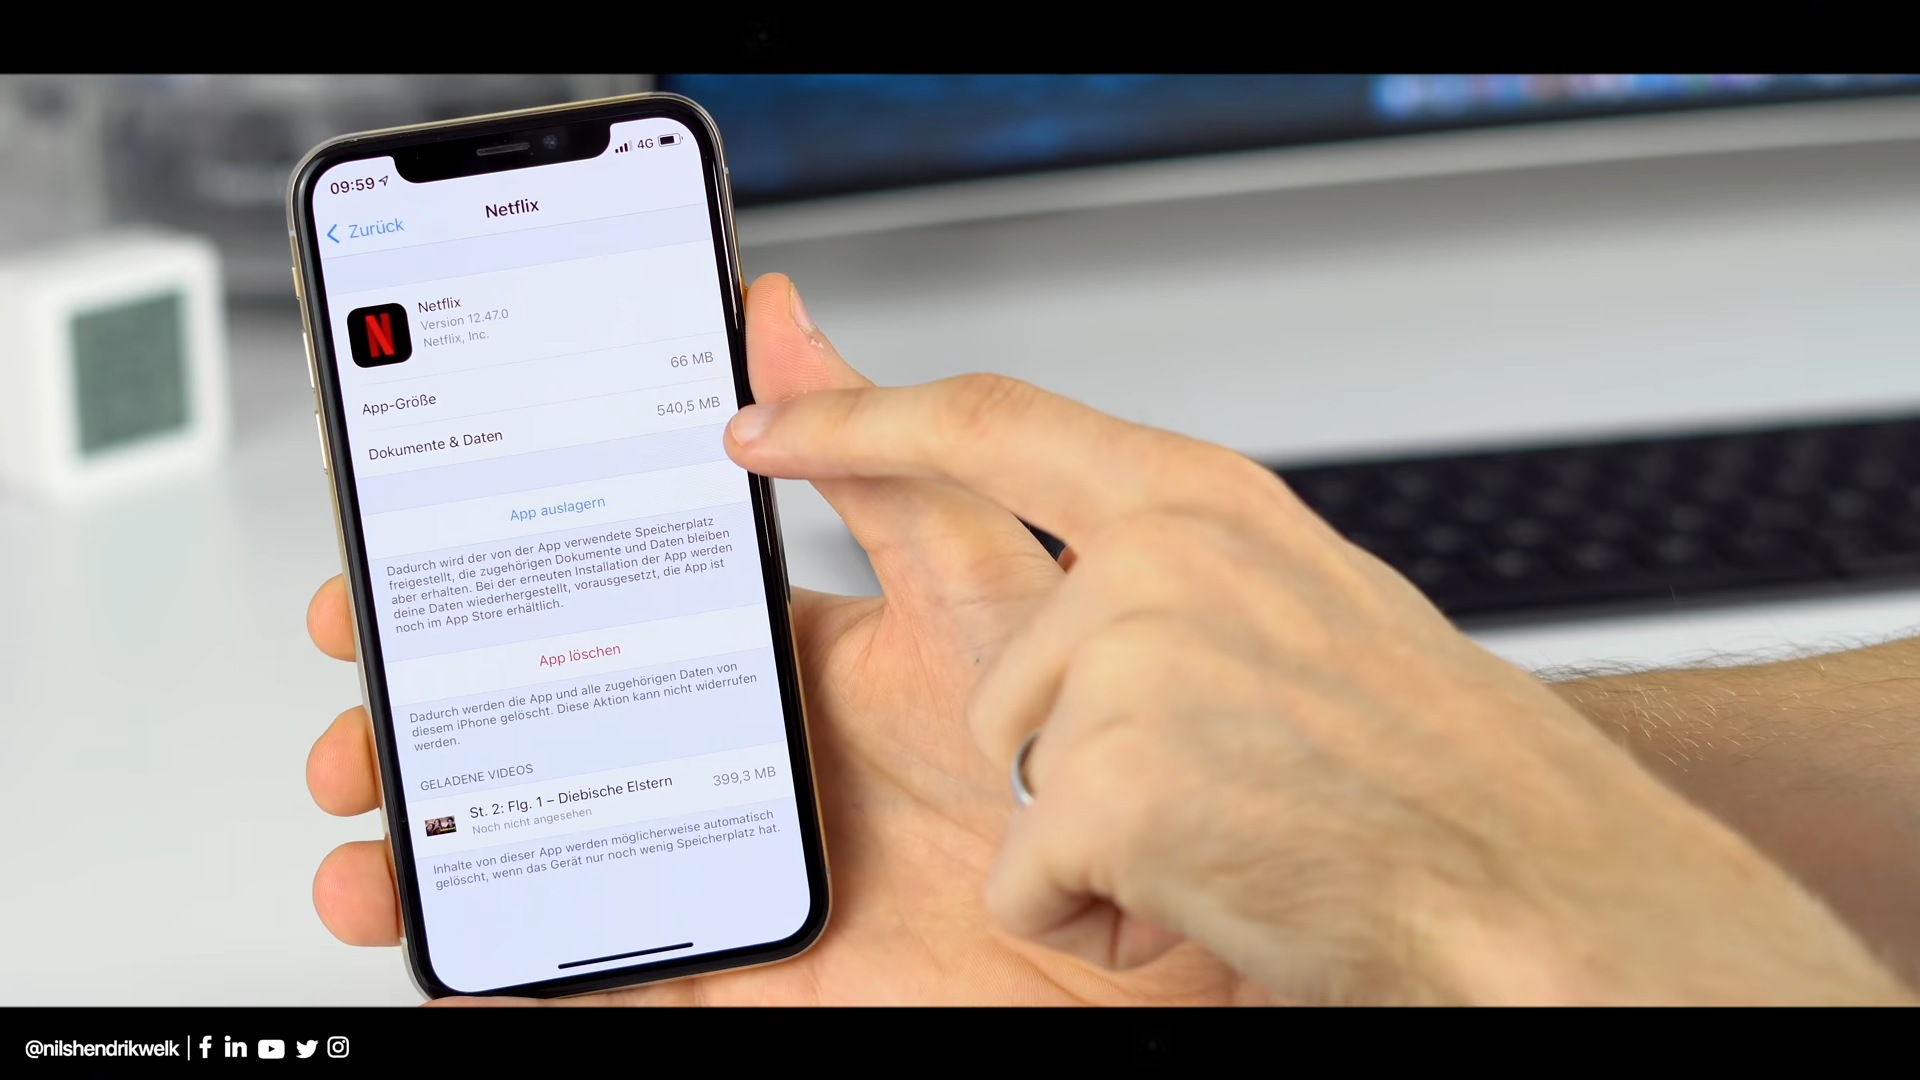 09:59
4G
Zurück
Netflix
N
Netflix
Version 12.47.0
Netflix, Inc.
App-Größe
66 MB
Dokumente & Daten
540,5 MB
App auslagern
Dadurch wird der von der App verwendete Speicherplatz
freigestellt, die zugehörigen Dokumente und Daten bleiben
aber erhalten. Bei der erneuten Installation der App werden
deine Daten wiederhergestellt, vorausgesetzt, die App ist
noch im App Store erhältlich.
App löschen
Dadurch werden die App und alle zugehörigen Daten von
diesem iPhone gelöscht. Diese Aktion kann nicht widerrufen
werden.
GELADENE VIDEOS
St. 2: Flg. 1 – Diebische Elstern
399,3 MB
Noch nicht angesehen
Inhalte von dieser App werden möglicherweise automatisch
gelöscht, wenn das Gerät nur noch wenig Speicherplatz hat.
@nilshendrikwelk